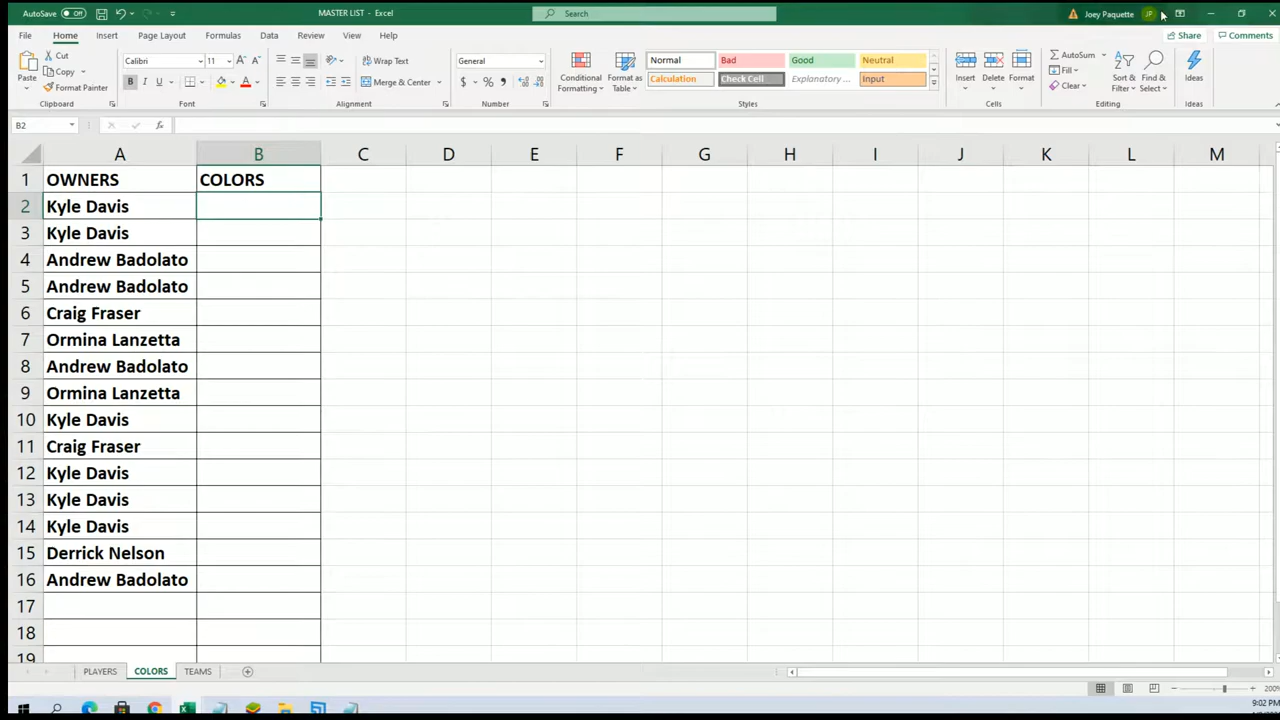 AutoSave Off MASTER LIST - Excel Search Joey Paquette JP
File Home Insert Page Layout Formulas Data Review View Help Share Comments
Cut Calibri 11 Wrap Text General Normal Bad Good Neutral AutoSum
Copy Fill
Paste Format Painter Merge & Center Conditional Formatting Format as Table Calculation Check Cell Explanatory ... Input Insert Delete Format Clear Sort & Filter Find & Select Ideas
Clipboard Font Alignment Number Styles Cells Editing Ideas
B2 fx
A B C D E F G H I J K L M
1 OWNERS COLORS
2 Kyle Davis
3 Kyle Davis
4 Andrew Badolato
5 Andrew Badolato
6 Craig Fraser
7 Ormina Lanzetta
8 Andrew Badolato
9 Ormina Lanzetta
10 Kyle Davis
11 Craig Fraser
12 Kyle Davis
13 Kyle Davis
14 Kyle Davis
15 Derrick Nelson
16 Andrew Badolato
17
18
19
PLAYERS COLORS TEAMS
9:02 PM